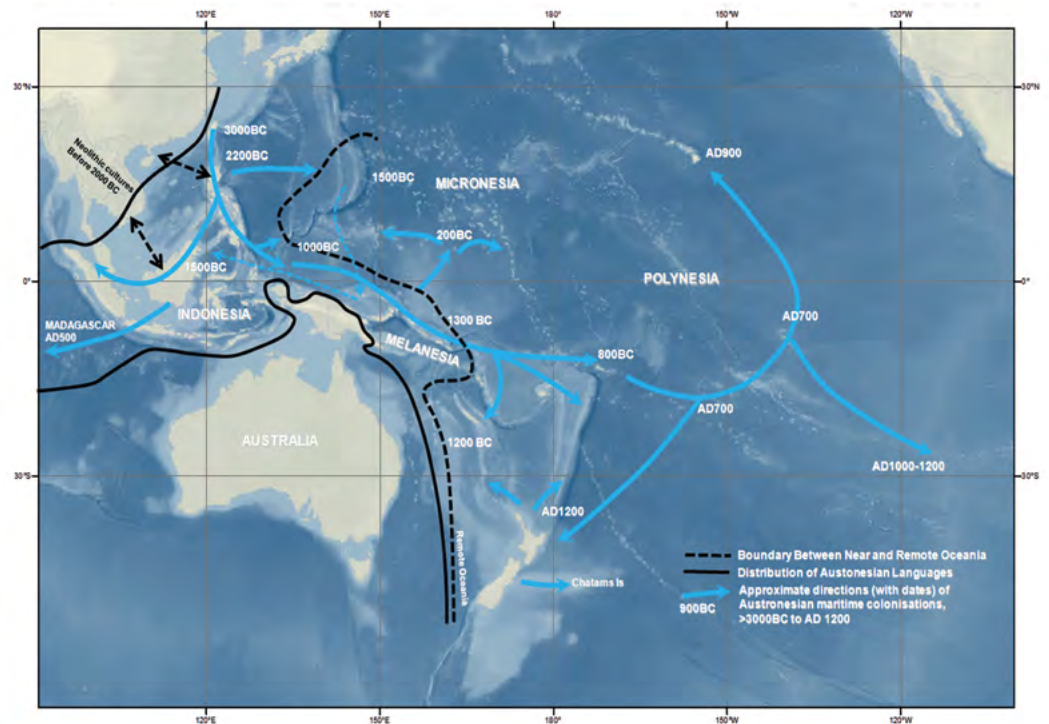 120°E 150°E 180° 150°W 120°W
30°N 30°N
3000BC
Neolithic cultures
Before 2000 BC
2200BC
AD900
1500BC
MICRONESIA
200BC
1000BC
1500BC
0° 0°
POLYNESIA
INDONESIA
MADAGASCAR
AD500
1300 BC
MELANESIA
AD700
800BC
AD700
AUSTRALIA
1200 BC
AD1000-1200
30°S 30°S
AD1200
Remote Oceania
Chatams Is
Boundary Between Near and Remote Oceania
Distribution of Austonesian Languages
Approximate directions (with dates) of
900BC Austronesian maritime colonisations,
>3000BC to AD 1200
120°E 150°E 180° 150°W 120°W